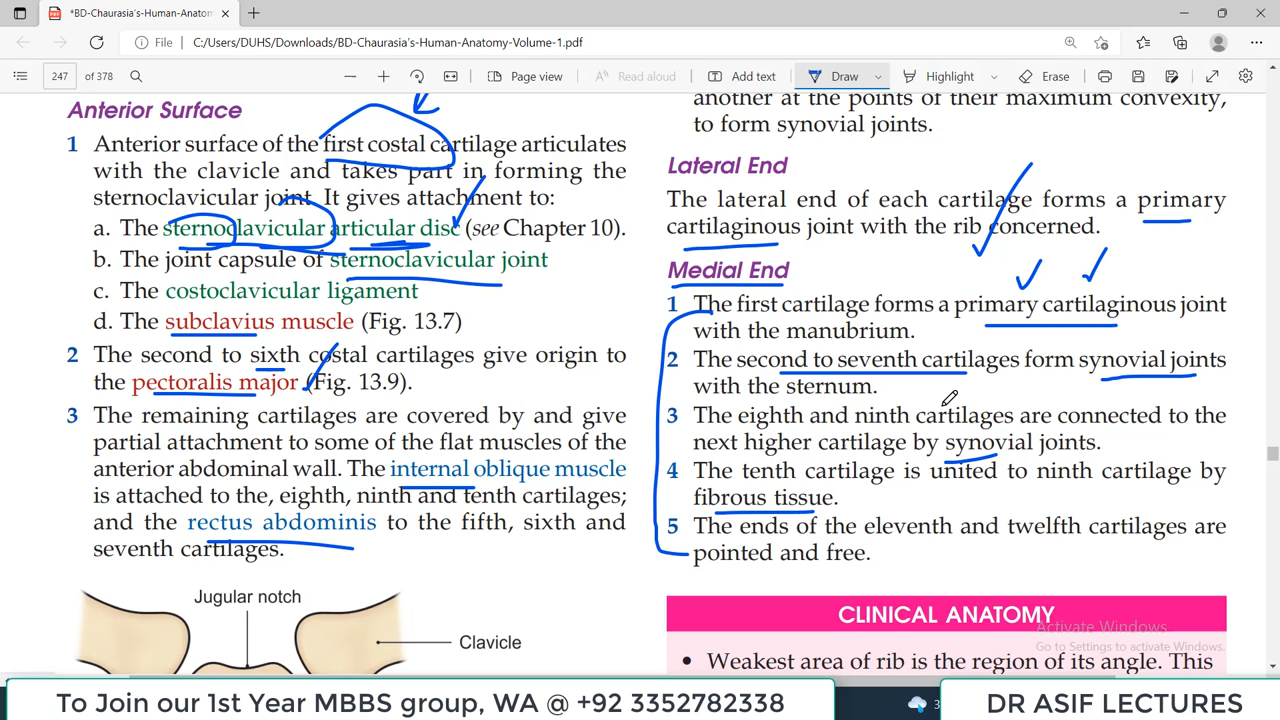 *BD-Chaurasia's-Human-Anatom
File
C:/Users/DUHS/Downloads/BD-Chaurasia's-Human-Anatomy-Volume-1.pdf
247 of 378
Page view
Read aloud
Add text
Draw
Highlight
Erase
Anterior Surface
1 Anterior surface of the first costal cartilage articulates
with the clavicle and takes part in forming the
sternoclavicular joint. It gives attachment to:
a. The sternoclavicular articular disc (see Chapter 10).
b. The joint capsule of sternoclavicular joint
c. The costoclavicular ligament
d. The subclavius muscle (Fig. 13.7)
2 The second to sixth costal cartilages give origin to
the pectoralis major (Fig. 13.9).
3 The remaining cartilages are covered by and give
partial attachment to some of the flat muscles of the
anterior abdominal wall. The internal oblique muscle
is attached to the, eighth, ninth and tenth cartilages;
and the rectus abdominis to the fifth, sixth and
seventh cartilages.
Jugular notch
Clavicle
another at the points of their maximum convexity,
to form synovial joints.
Lateral End
The lateral end of each cartilage forms a primary
cartilaginous joint with the rib concerned.
Medial End
1 The first cartilage forms a primary cartilaginous joint
with the manubrium.
2 The second to seventh cartilages form synovial joints
with the sternum.
3 The eighth and ninth cartilages are connected to the
next higher cartilage by synovial joints.
4 The tenth cartilage is united to ninth cartilage by
fibrous tissue.
5 The ends of the eleventh and twelfth cartilages are
pointed and free.
CLINICAL ANATOMY
Activate Windows
Go to Settings to activate Windows.
• Weakest area of rib is the region of its angle. This
To Join our 1st Year MBBS group, WA @ +92 3352782338
3
DR ASIF LECTURES